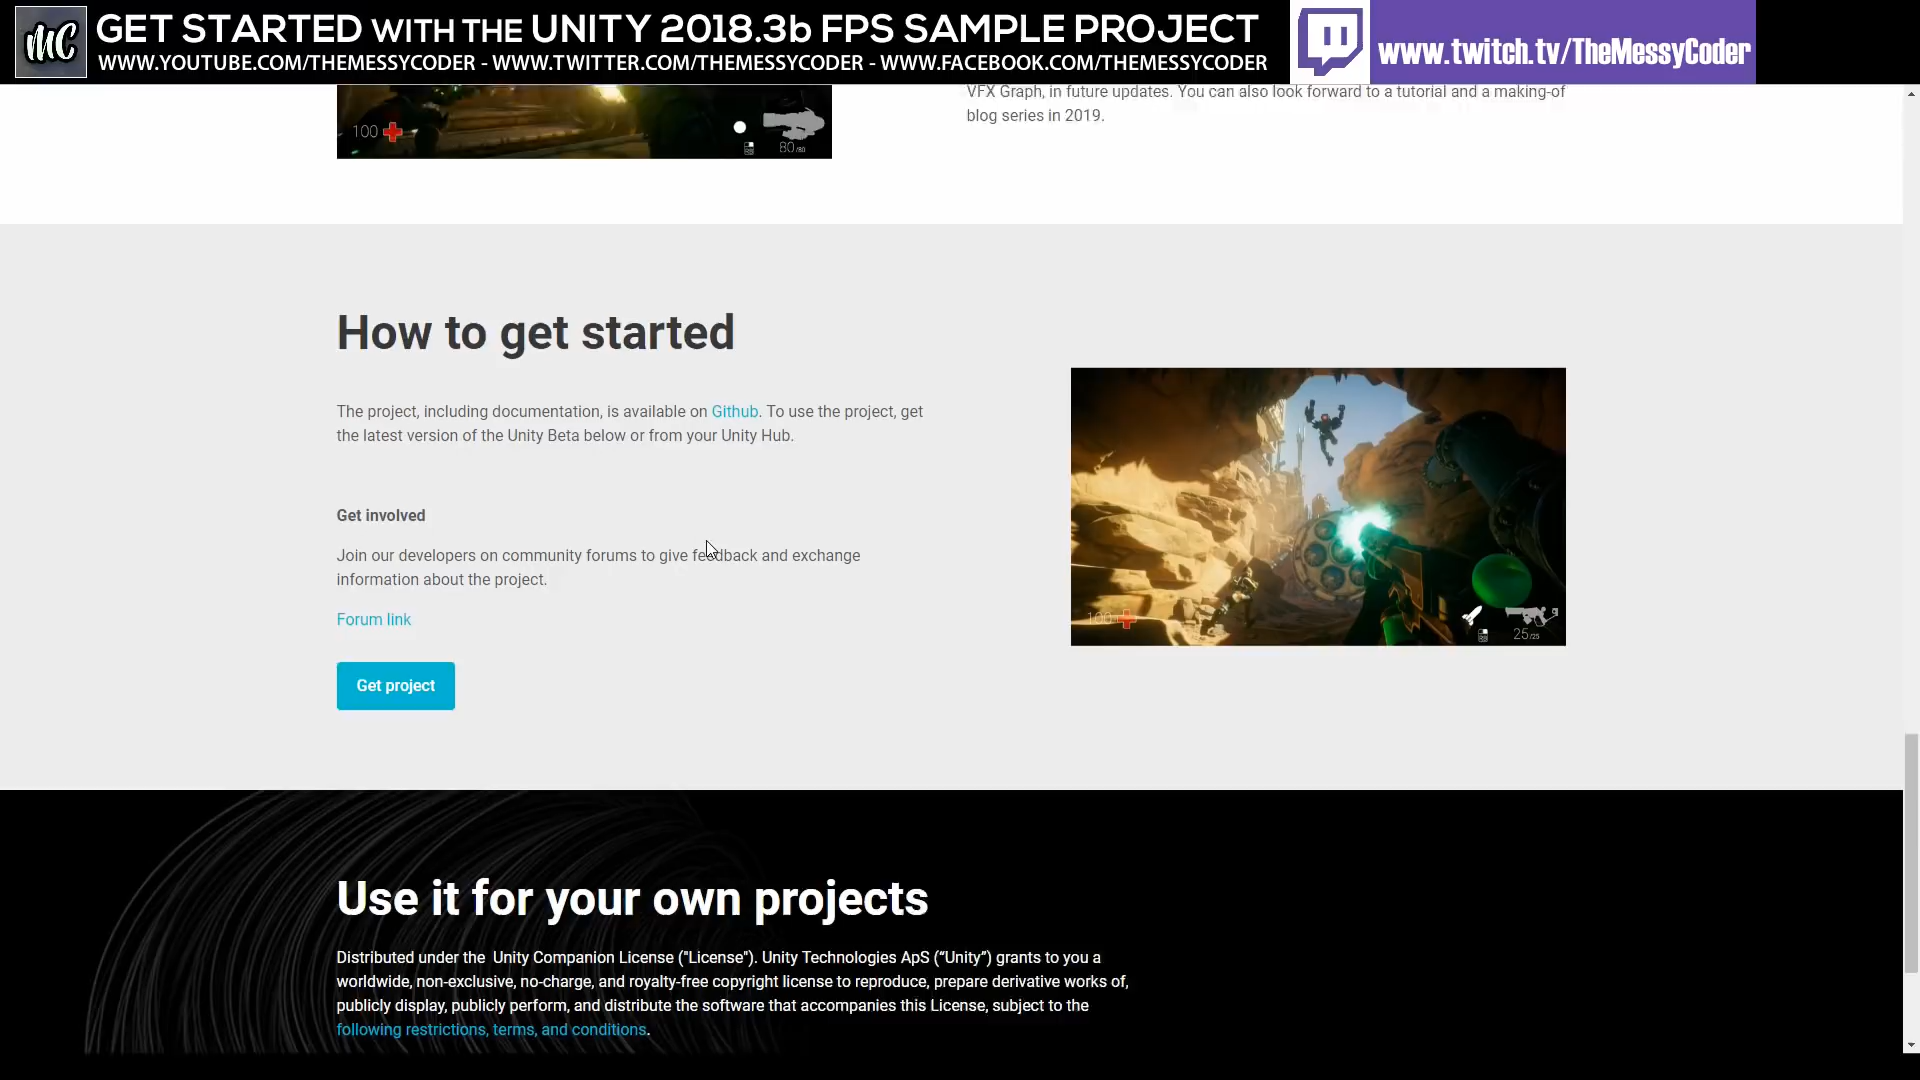 MC
GET STARTED WITH THE UNITY 2018.3b FPS SAMPLE PROJECT
WWW.YOUTUBE.COM/THEMESSYCODER - WWW.TWITTER.COM/THEMESSYCODER - WWW.FACEBOOK.COM/THEMESSYCODER
www.twitch.tv/TheMessyCoder
VFX Graph, in future updates. You can also look forward to a tutorial and a making-of
blog series in 2019.
100
80/80
How to get started
The project, including documentation, is available on Github. To use the project, get
the latest version of the Unity Beta below or from your Unity Hub.
Get involved
Join our developers on community forums to give feedback and exchange
information about the project.
Forum link
Get project
100
25/25
Use it for your own projects
Distributed under the Unity Companion License ("License"). Unity Technologies ApS (“Unity”) grants to you a
worldwide, non-exclusive, no-charge, and royalty-free copyright license to reproduce, prepare derivative works of,
publicly display, publicly perform, and distribute the software that accompanies this License, subject to the
following restrictions, terms, and conditions.